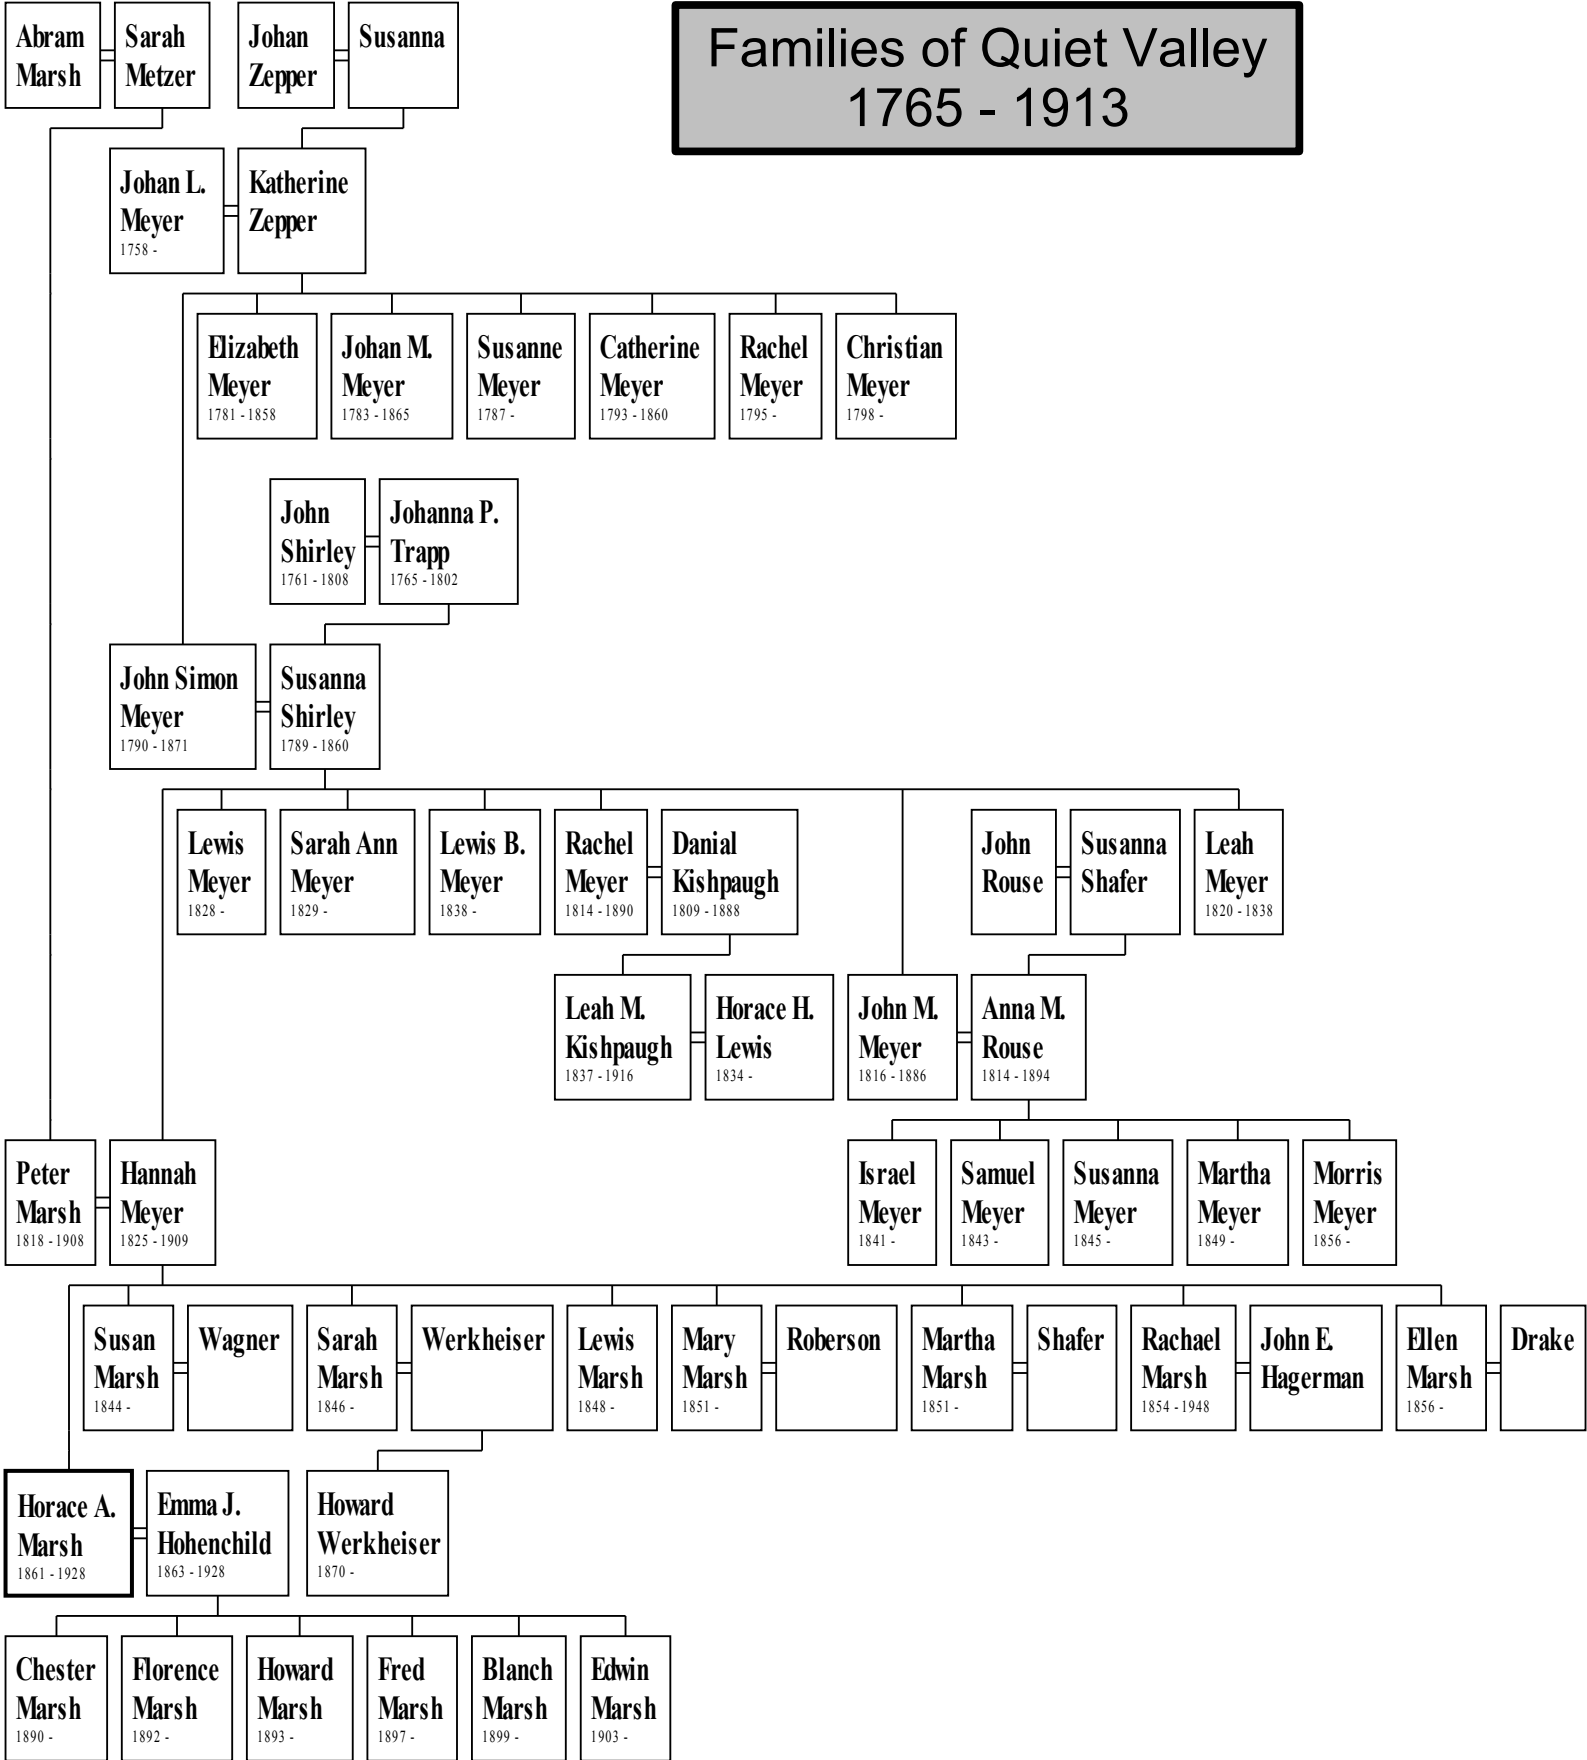 Families of Quiet Valley
1765 - 1913
Abram
Marsh
Sarah
Metzer
Johan
Zepper
Susanna
Johan L.
Meyer
1758 -
Katherine
Zepper
Elizabeth
Meyer
1781 - 1858
Johan M.
Meyer
1783 - 1865
Susanne
Meyer
1787 -
Catherine
Meyer
1793 - 1860
Rachel
Meyer
1795 -
Christian
Meyer
1798 -
John
Shirley
1761 - 1808
Johanna P.
Trapp
1765 - 1802
John Simon
Meyer
1790 - 1871
Susanna
Shirley
1789 - 1860
Lewis
Meyer
1828 -
Sarah Ann
Meyer
1829 -
Lewis B.
Meyer
1838 -
Rachel
Meyer
1814 - 1890
Danial
Kishpaugh
1809 - 1888
John
Rouse
Susanna
Shafer
Leah
Meyer
1820 - 1838
Leah M.
Kishpaugh
1837 - 1916
Horace H.
Lewis
1834 -
John M.
Meyer
1816 - 1886
Anna M.
Rouse
1814 - 1894
Peter
Marsh
1818 - 1908
Hannah
Meyer
1825 - 1909
Israel
Meyer
1841 -
Samuel
Meyer
1843 -
Susanna
Meyer
1845 -
Martha
Meyer
1849 -
Morris
Meyer
1856 -
Susan
Marsh
1844 -
Wagner
Sarah
Marsh
1846 -
Werkheiser
Lewis
Marsh
1848 -
Mary
Marsh
1851 -
Roberson
Martha
Marsh
1851 -
Shafer
Rachael
Marsh
1854 - 1948
John E.
Hagerman
Ellen
Marsh
1856 -
Drake
Horace A.
Marsh
1861 - 1928
Emma J.
Hohenchild
1863 - 1928
Howard
Werkheiser
1870 -
Chester
Marsh
1890 -
Florence
Marsh
1892 -
Howard
Marsh
1893 -
Fred
Marsh
1897 -
Blanch
Marsh
1899 -
Edwin
Marsh
1903 -